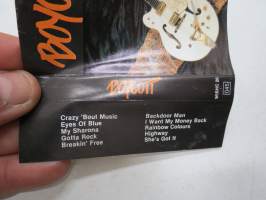 BOYCOTT
Crazy 'Bout Music
Eyes Of Blue
My Sharona
Gotta Rock
Breakin' Free
Backdoor Man
I Want My Money Back
Rainbow Colours
Highway
She's Got It